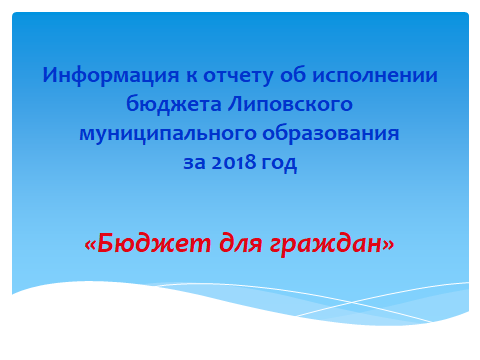 Информация к отчету об исполнении
бюджета Липовского
муниципального образования
за 2018 год
«Бюджет для граждан»